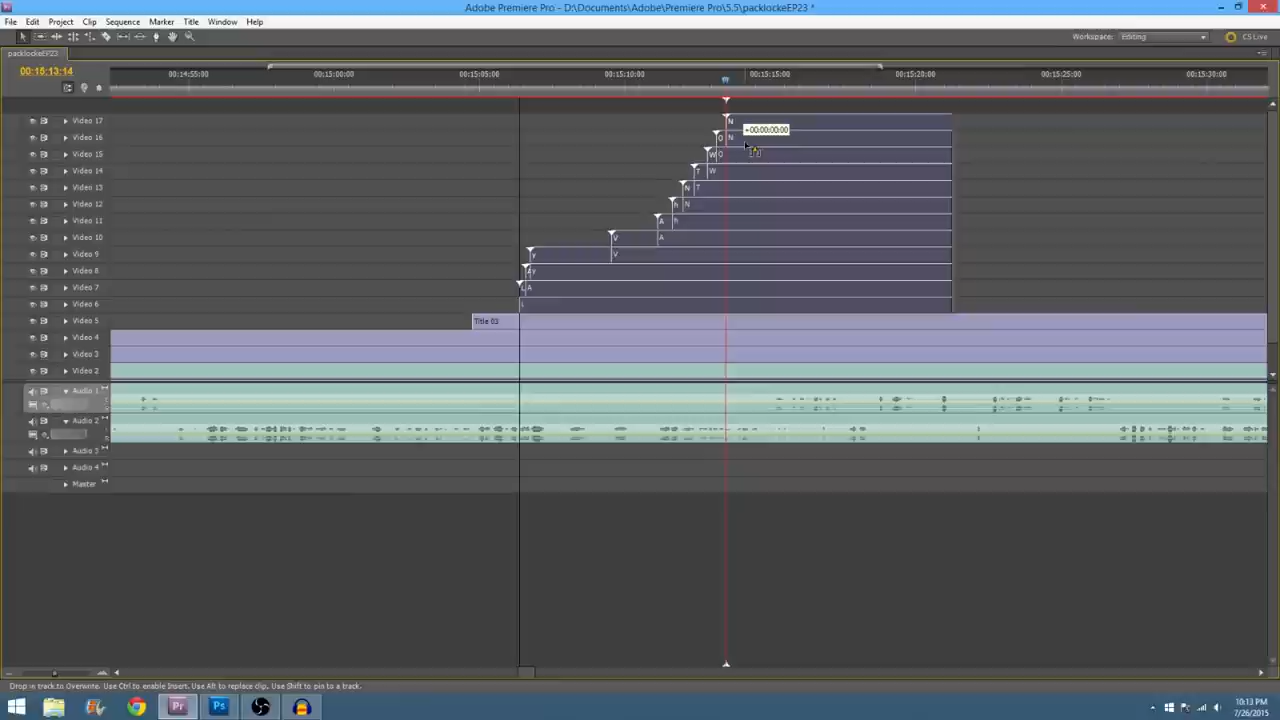 Adobe Premiere Pro - D:\Documents\Adobe\Premiere Pro\5.5\packlockeEP23 *
File Edit Project Clip Sequence Marker Title Window Help
Workspace: Editing CS Live
packlockeEP23
00:15:13:14
00:14:55:00 00:15:00:00 00:15:05:00 00:15:10:00 00:15:15:00 00:15:20:00 00:15:25:00 00:15:30:00
Video 17 N
+00:00:00:00
Video 16 O N
Video 15 W O
Video 14 T W
Video 13 N T
Video 12 h N
Video 11 A h
Video 10 V A
Video 9 y V
Video 8 y
Video 7 A
Video 6
Video 5 Title 03
Video 4
Video 3
Video 2
Audio 1
Audio 2
Audio 3
Audio 4
Master
Drop in track to Overwrite. Use Ctrl to enable Insert. Use Alt to replace clip. Use Shift to pin to a track.
Pr Ps
10:13 PM
7/26/2015